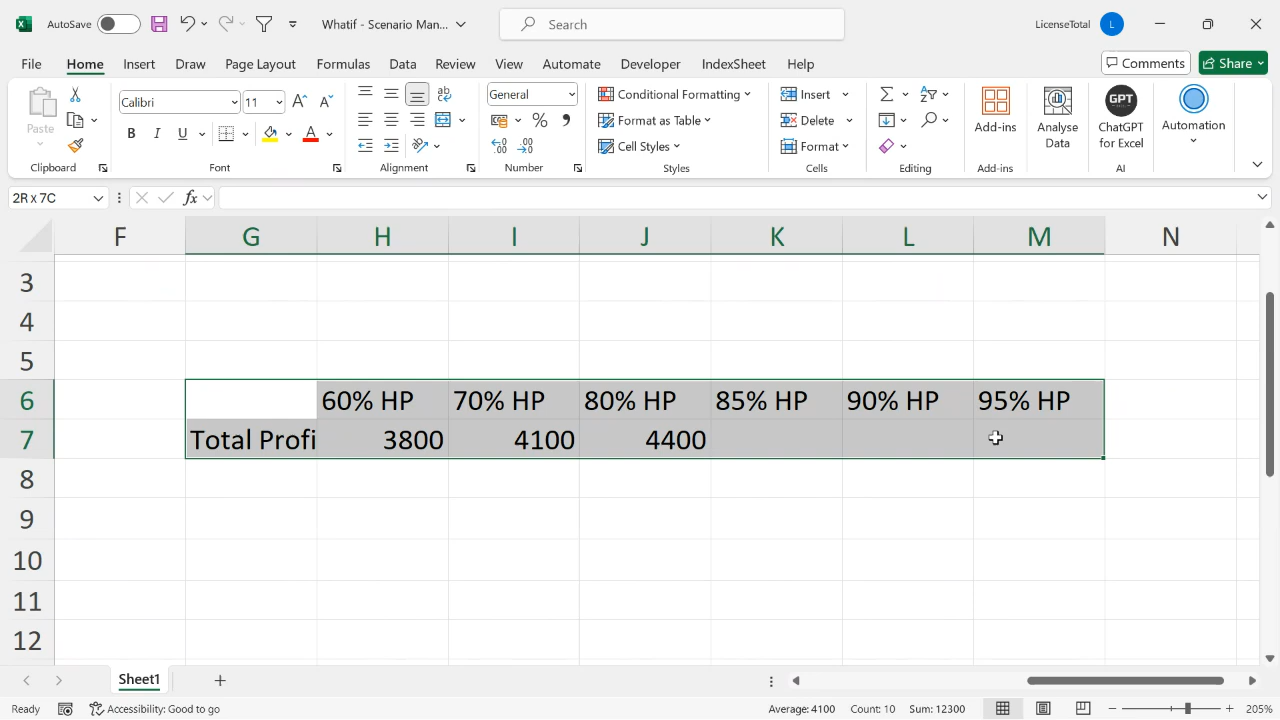 AutoSave
Whatif - Scenario Man...
Search
LicenseTotal
L
File
Home
Insert
Draw
Page Layout
Formulas
Data
Review
View
Automate
Developer
IndexSheet
Help
Comments
Share
Paste
Calibri
11
General
Conditional Formatting
Format as Table
Cell Styles
Insert
Delete
Format
Add-ins
Analyse
Data
GPT
ChatGPT
for Excel
Automation
Clipboard
Font
Alignment
Number
Styles
Cells
Editing
Add-ins
AI
2R x 7C
fx
F G H I J K L M N
3
4
5
6 60% HP 70% HP 80% HP 85% HP 90% HP 95% HP
7 Total Profi 3800 4100 4400
8
9
10
11
12
Sheet1
Ready
Accessibility: Good to go
Average: 4100 Count: 10 Sum: 12300
205%